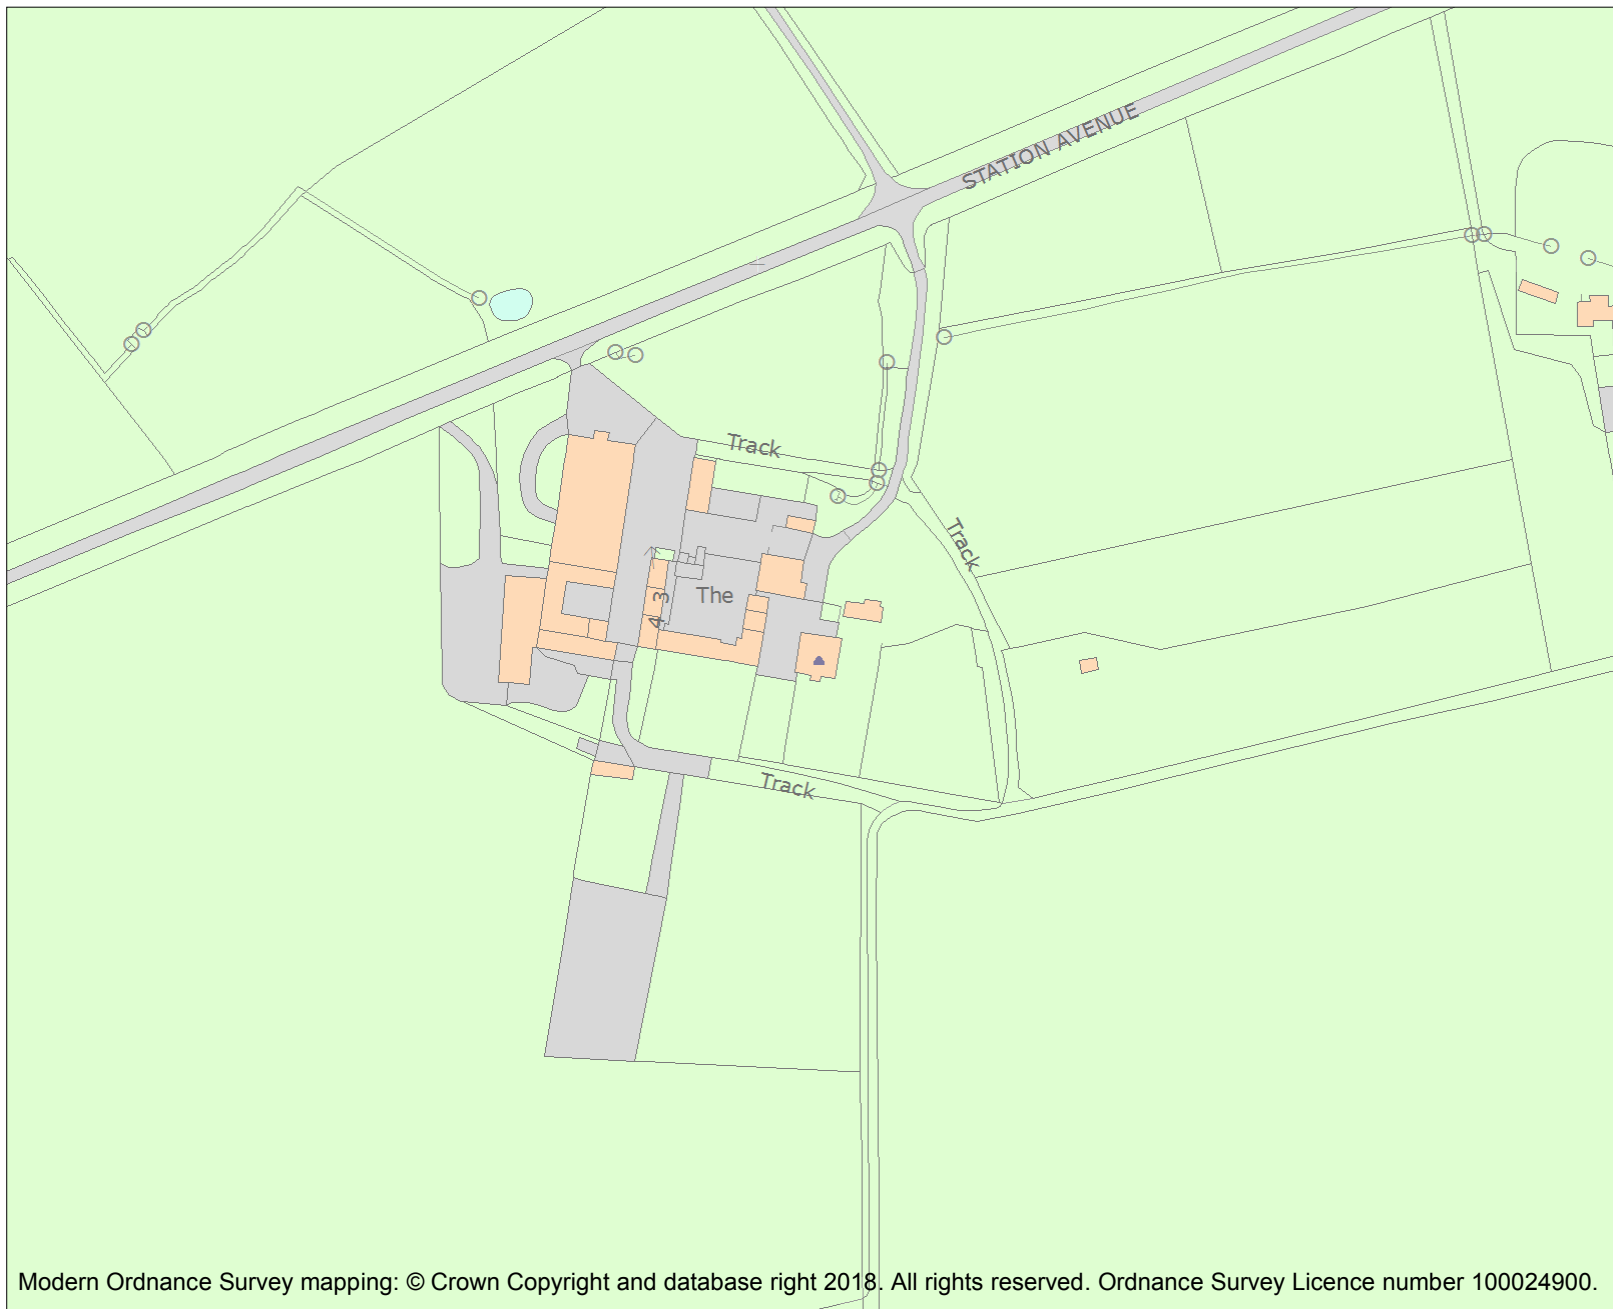 STATION AVENUE
Track
Track
The
3
4
Track
Modern Ordnance Survey mapping: © Crown Copyright and database right 2018. All rights reserved. Ordnance Survey Licence number 100024900.